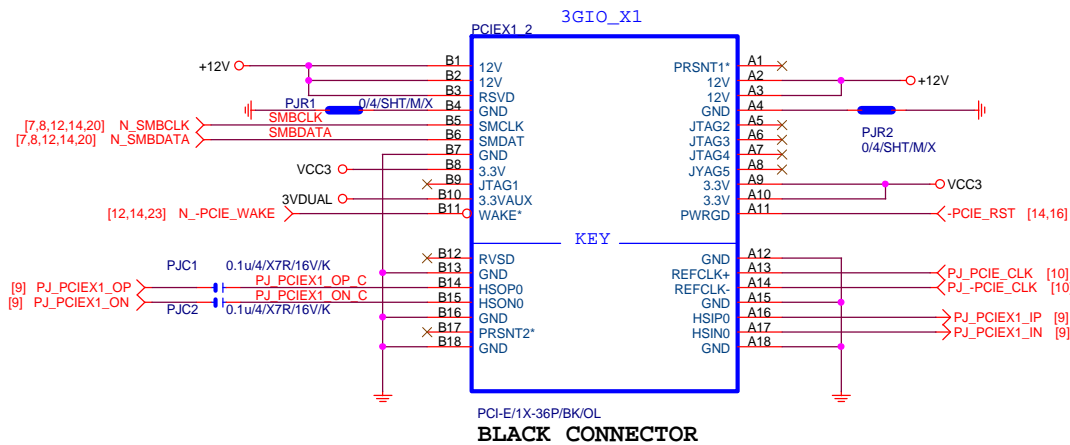 3GIO_X1
PCIEX1_2
+12V B1 12V PRSNT1* A1
B2 12V 12V A2 +12V
B3 RSVD 12V A3
PJR1 0/4/SHT/M/X B4 GND GND A4
[7,8,12,14,20] N_SMBCLK SMBCLK B5 SMCLK JTAG2 A5
[7,8,12,14,20] N_SMBDATA SMBDATA B6 SMDAT JTAG3 A6 PJR2
B7 GND JTAG4 A7 0/4/SHT/M/X
VCC3 B8 3.3V JYAG5 A8
B9 JTAG1 3.3V A9 VCC3
3VDUAL B10 3.3VAUX 3.3V A10
[12,14,23] N_-PCIE_WAKE B11 WAKE* PWRGD A11 -PCIE_RST [14,16]
KEY
B12 RVSD GND A12
PJC1 0.1u/4/X7R/16V/K B13 GND REFCLK+ A13 PJ_PCIE_CLK [10]
[9] PJ_PCIEX1_OP PJ_PCIEX1_OP_C B14 HSOP0 REFCLK- A14 PJ_-PCIE_CLK [10
[9] PJ_PCIEX1_ON PJ_PCIEX1_ON_C B15 HSON0 GND A15
PJC2 0.1u/4/X7R/16V/K B16 GND HSIP0 A16 PJ_PCIEX1_IP [9]
B17 PRSNT2* HSIN0 A17 PJ_PCIEX1_IN [9]
B18 GND GND A18
PCI-E/1X-36P/BK/OL
BLACK CONNECTOR